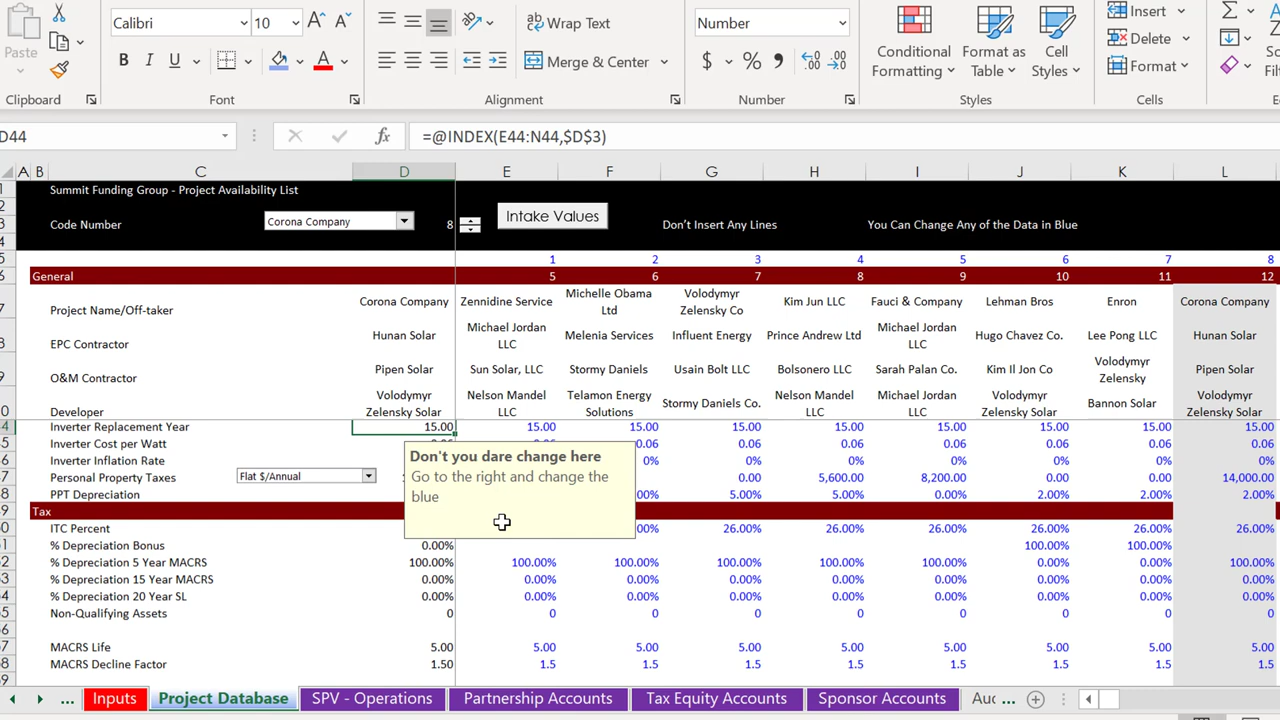 Calibri 10 Wrap Text Number Insert
Paste B I U Merge & Center $ % Conditional Formatting Format as Table Cell Styles Delete Format
Clipboard Font Alignment Number Styles Cells
D44 fx =@INDEX(E44:N44,$D$3)
A B C D E F G H I J K L
Summit Funding Group - Project Availability List
Code Number Corona Company 8 Intake Values Don't Insert Any Lines You Can Change Any of the Data in Blue
1 2 3 4 5 6 7 8
General 5 6 7 8 9 10 11 12
Project Name/Off-taker Corona Company Zennidine Service Michelle Obama Ltd Volodymyr Zelensky Co Kim Jun LLC Fauci & Company Lehman Bros Enron Corona Company
EPC Contractor Hunan Solar Michael Jordan LLC Melenia Services Influent Energy Prince Andrew Ltd Michael Jordan LLC Hugo Chavez Co. Lee Pong LLC Hunan Solar
O&M Contractor Pipen Solar Sun Solar, LLC Stormy Daniels Usain Bolt LLC Bolsonero LLC Sarah Palan Co. Kim Il Jon Co Volodymyr Zelensky Pipen Solar
Developer Volodymyr Zelensky Solar Nelson Mandel LLC Telamon Energy Solutions Stormy Daniels Co. Nelson Mandel LLC Michael Jordan LLC Volodymyr Zelensky Solar Bannon Solar Volodymyr Zelensky Solar
Inverter Replacement Year 15.00 15.00 15.00 15.00 15.00 15.00 15.00 15.00 15.00
Inverter Cost per Watt 0.06 0.06 0.06 0.06 0.06 0.06
Inverter Inflation Rate 0% 0% 0% 0% 0% 0%
Personal Property Taxes Flat $/Annual 0.00 5,600.00 8,200.00 0.00 0.00 14,000.00
PPT Depreciation 5.00% 5.00% 0.00% 2.00% 2.00% 2.00%
Don't you dare change here
Go to the right and change the
blue
Tax
ITC Percent 26.00% 26.00% 26.00% 26.00% 26.00% 26.00%
% Depreciation Bonus 0.00% 100.00% 100.00%
% Depreciation 5 Year MACRS 100.00% 100.00% 100.00% 100.00% 100.00% 100.00% 0.00% 0.00% 100.00%
% Depreciation 15 Year MACRS 0.00% 0.00% 0.00% 0.00% 0.00% 0.00% 0.00% 0.00% 0.00%
% Depreciation 20 Year SL 0.00% 0.00% 0.00% 0.00% 0.00% 0.00% 0.00% 0.00% 0.00%
Non-Qualifying Assets 0 0 0 0 0 0 0 0 0
MACRS Life 5.00 5.00 5.00 5.00 5.00 5.00 5.00 5.00 5.00
MACRS Decline Factor 1.50 1.5 1.5 1.5 1.5 1.5 1.5 1.5 1.5
... Inputs Project Database SPV - Operations Partnership Accounts Tax Equity Accounts Sponsor Accounts Auc ...